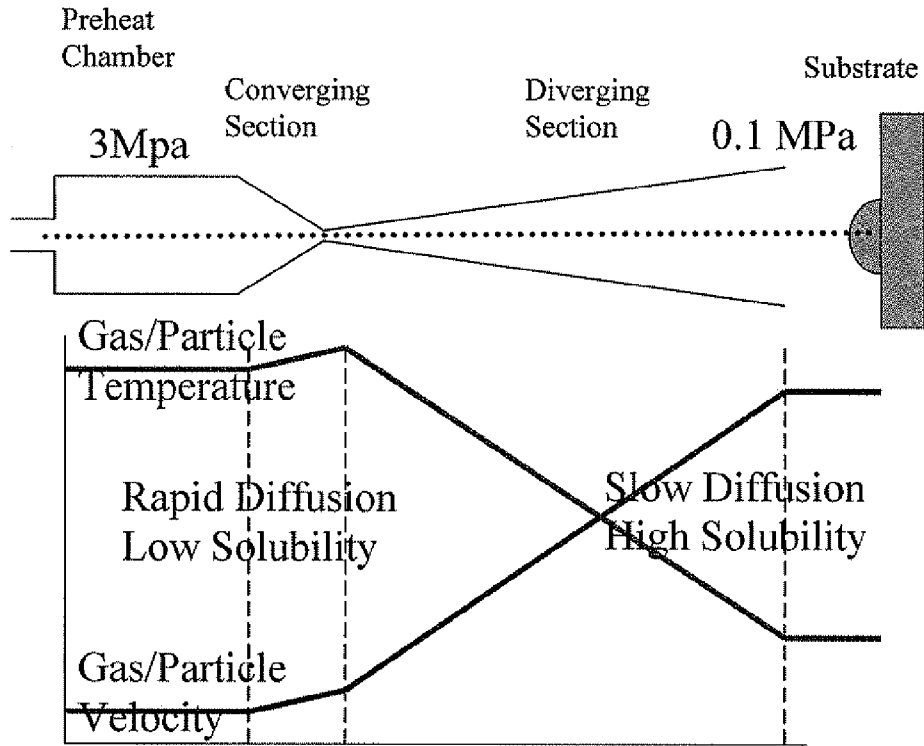 Preheat
Chamber
Converging
Section
Diverging
Section
Substrate
3Mpa
0.1 MPa
Gas/Particle
Temperature
Rapid Diffusion
Low Solubility
Slow Diffusion
High Solubility
Gas/Particle
Velocity